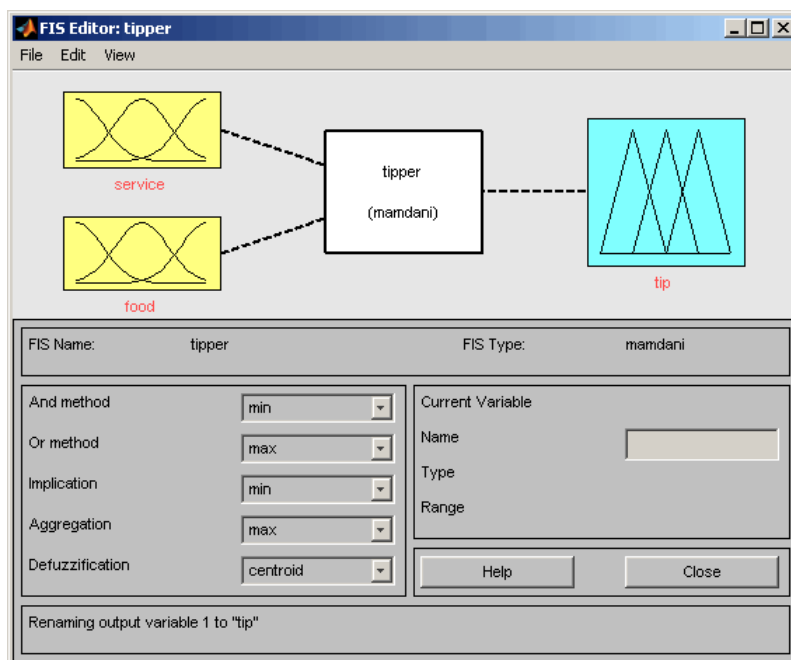 FIS Editor: tipper
File Edit View
service
food
tipper
(mamdani)
tip
FIS Name: tipper FIS Type: mamdani
And method min
Or method max
Implication min
Aggregation max
Defuzzification centroid
Current Variable
Name
Type
Range
Help Close
Renaming output variable 1 to "tip"